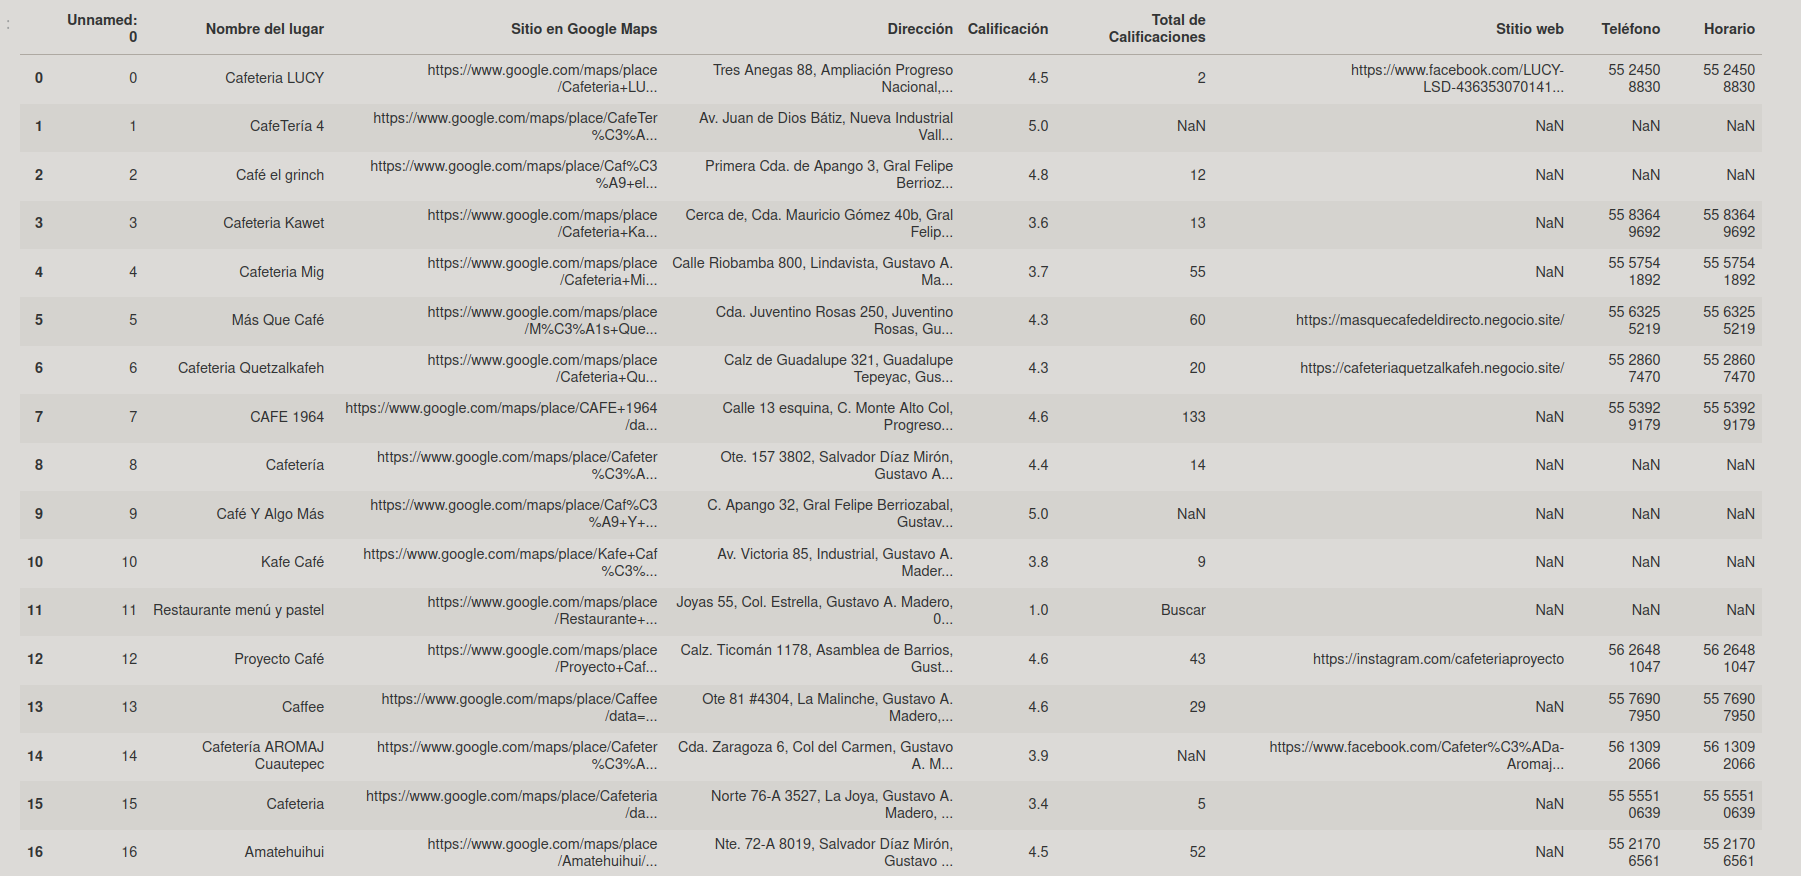 :
Unnamed: 0 Nombre del lugar Sitio en Google Maps Dirección Calificación Total de Calificaciones Stitio web Teléfono Horario
0 0 Cafeteria LUCY https://www.google.com/maps/place/Cafeteria+LU... Tres Anegas 88, Ampliación Progreso Nacional,... 4.5 2 https://www.facebook.com/LUCY-LSD-436353070141... 55 2450 8830 55 2450 8830
1 1 CafeTería 4 https://www.google.com/maps/place/CafeTer%C3%A... Av. Juan de Dios Bátiz, Nueva Industrial Vall... 5.0 NaN NaN NaN NaN
2 2 Café el grinch https://www.google.com/maps/place/Caf%C3%A9+el... Primera Cda. de Apango 3, Gral Felipe Berrioz... 4.8 12 NaN NaN NaN
3 3 Cafeteria Kawet https://www.google.com/maps/place/Cafeteria+Ka... Cerca de, Cda. Mauricio Gómez 40b, Gral Felip... 3.6 13 NaN 55 8364 9692 55 8364 9692
4 4 Cafeteria Mig https://www.google.com/maps/place/Cafeteria+Mi... Calle Riobamba 800, Lindavista, Gustavo A. Ma... 3.7 55 NaN 55 5754 1892 55 5754 1892
5 5 Más Que Café https://www.google.com/maps/place/M%C3%A1s+Que... Cda. Juventino Rosas 250, Juventino Rosas, Gu... 4.3 60 https://masquecafedeldirecto.negocio.site/ 55 6325 5219 55 6325 5219
6 6 Cafeteria Quetzalkafeh https://www.google.com/maps/place/Cafeteria+Qu... Calz de Guadalupe 321, Guadalupe Tepeyac, Gus... 4.3 20 https://cafeteriaquetzalkafeh.negocio.site/ 55 2860 7470 55 2860 7470
7 7 CAFE 1964 https://www.google.com/maps/place/CAFE+1964/da... Calle 13 esquina, C. Monte Alto Col, Progreso... 4.6 133 NaN 55 5392 9179 55 5392 9179
8 8 Cafetería https://www.google.com/maps/place/Cafeter%C3%A... Ote. 157 3802, Salvador Díaz Mirón, Gustavo A... 4.4 14 NaN NaN NaN
9 9 Café Y Algo Más https://www.google.com/maps/place/Caf%C3%A9+Y+... C. Apango 32, Gral Felipe Berriozabal, Gustav... 5.0 NaN NaN NaN NaN
10 10 Kafe Café https://www.google.com/maps/place/Kafe+Caf%C3%... Av. Victoria 85, Industrial, Gustavo A. Mader... 3.8 9 NaN NaN NaN
11 11 Restaurante menú y pastel https://www.google.com/maps/place/Restaurante+... Joyas 55, Col. Estrella, Gustavo A. Madero, 0... 1.0 Buscar NaN NaN NaN
12 12 Proyecto Café https://www.google.com/maps/place/Proyecto+Caf... Calz. Ticomán 1178, Asamblea de Barrios, Gust... 4.6 43 https://instagram.com/cafeteriaproyecto 56 2648 1047 56 2648 1047
13 13 Caffee https://www.google.com/maps/place/Caffee/data=... Ote 81 #4304, La Malinche, Gustavo A. Madero,... 4.6 29 NaN 55 7690 7950 55 7690 7950
14 14 Cafetería AROMAJ Cuautepec https://www.google.com/maps/place/Cafeter%C3%A... Cda. Zaragoza 6, Col del Carmen, Gustavo A. M... 3.9 NaN https://www.facebook.com/Cafeter%C3%ADa-Aromaj... 56 1309 2066 56 1309 2066
15 15 Cafeteria https://www.google.com/maps/place/Cafeteria/da... Norte 76-A 3527, La Joya, Gustavo A. Madero, ... 3.4 5 NaN 55 5551 0639 55 5551 0639
16 16 Amatehuihui https://www.google.com/maps/place/Amatehuihui/... Nte. 72-A 8019, Salvador Díaz Mirón, Gustavo ... 4.5 52 NaN 55 2170 6561 55 2170 6561